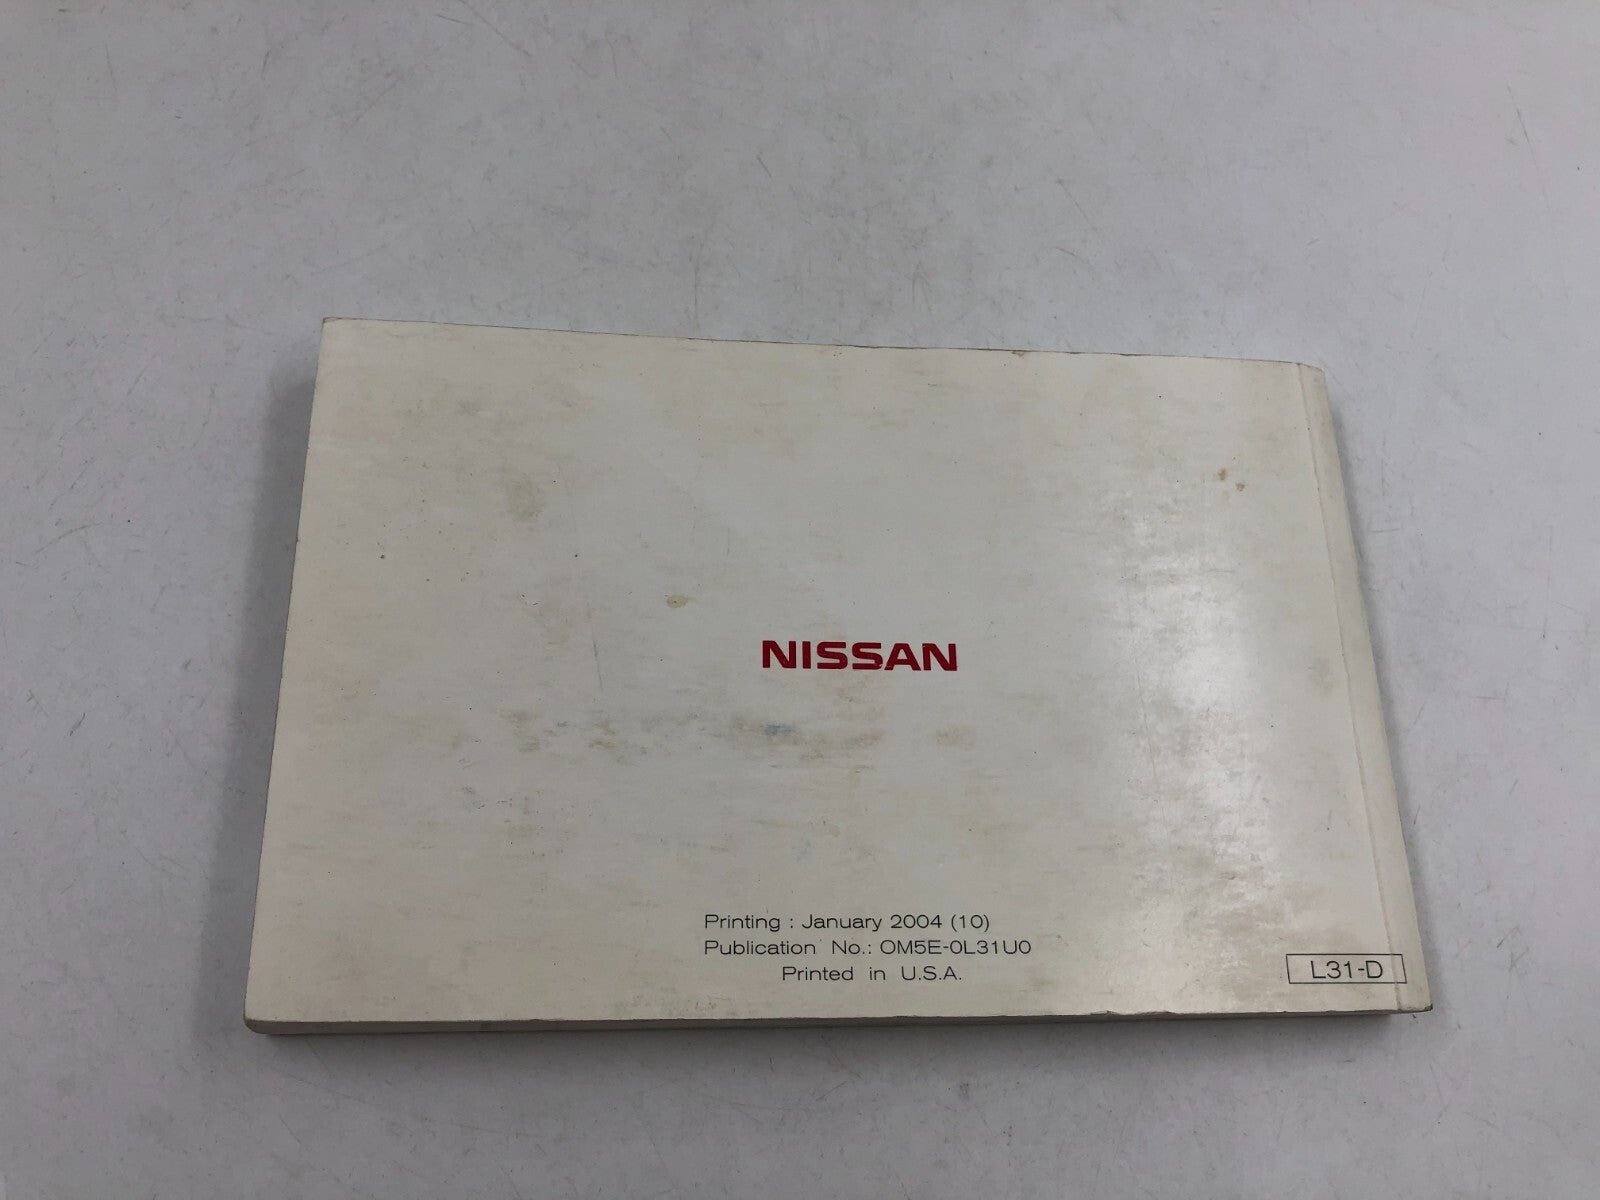 NISSAN
Printing : January 2004 (10)
Publication No.: OM5E-0L31U0
Printed in U.S.A.
L31-D